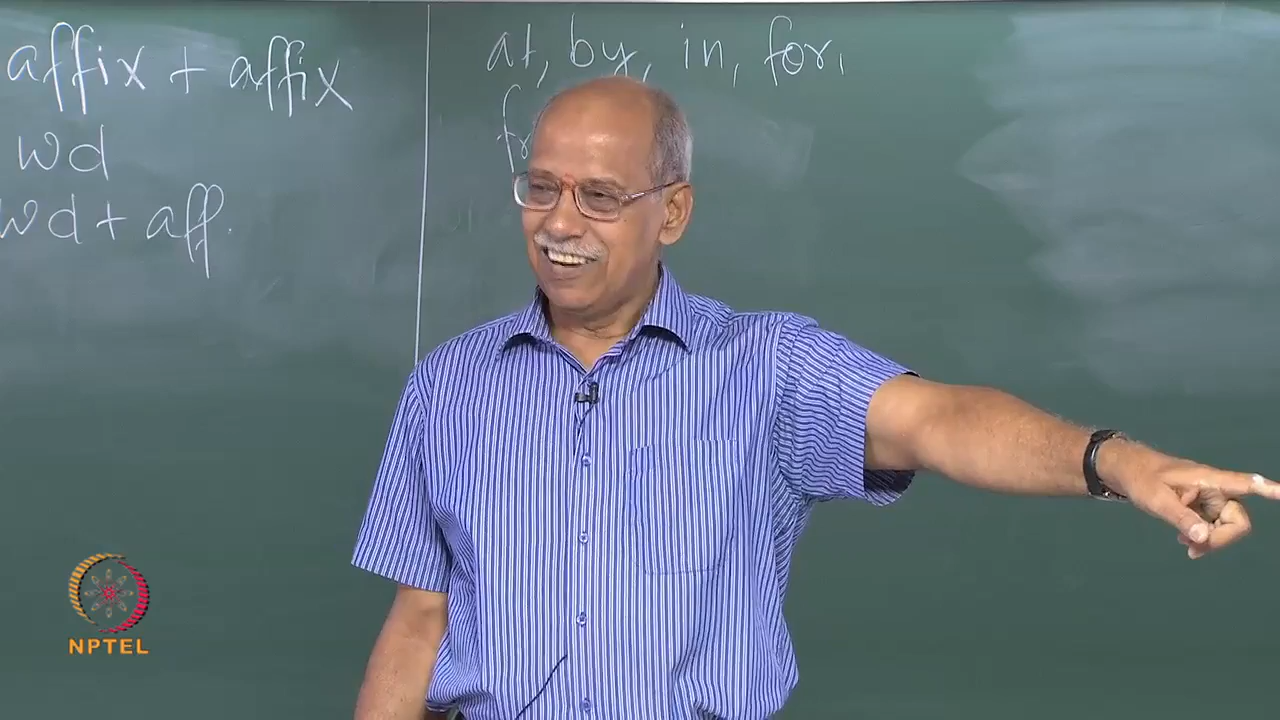 affix + affix
wd
wd + aff.
at, by, in, for,
NPTEL